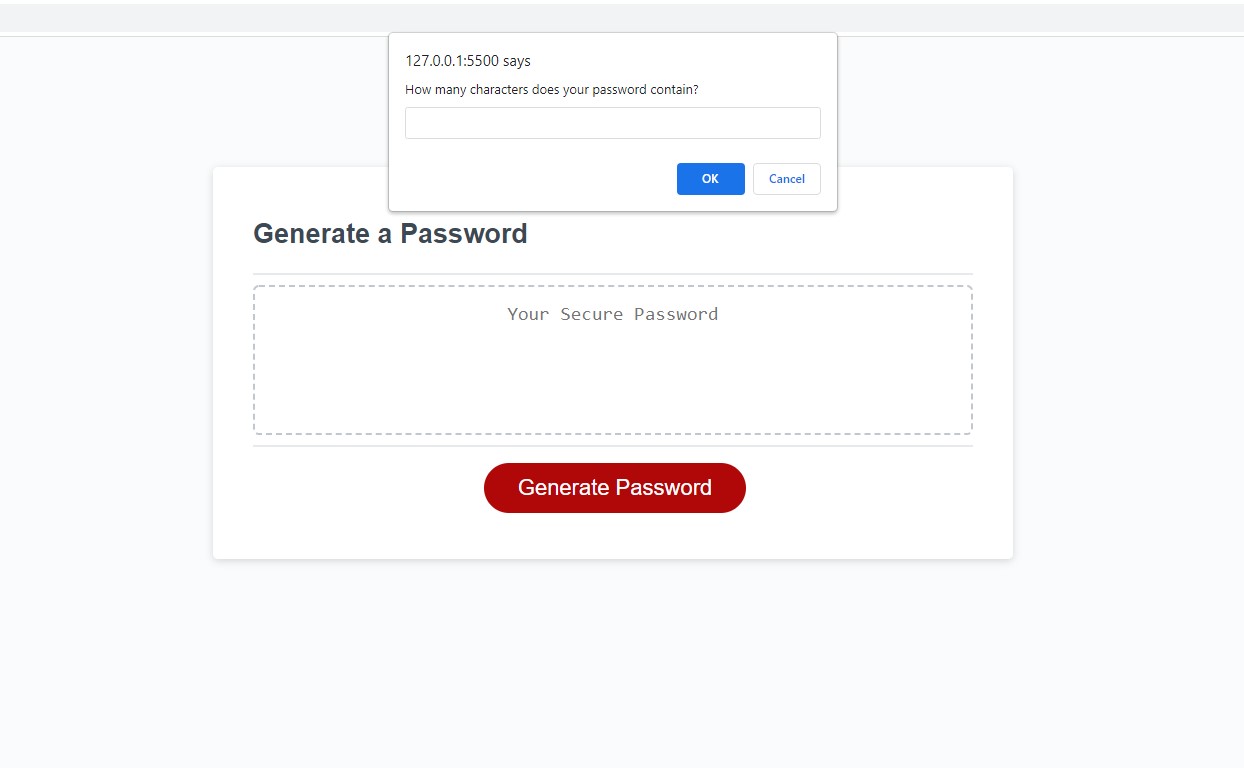 127.0.0.1:5500 says
How many characters does your password contain?
OK Cancel
Generate a Password
Your Secure Password
Generate Password